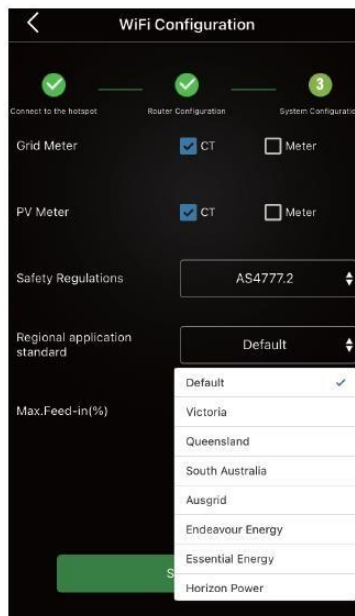 WiFi Configuration
3
Connect to the hotspot
Router Configuration
System Configuratio
Grid Meter
CT
Meter
PV Meter
CT
Meter
Safety Regulations
AS4777.2
Regional application
standard
Default
Max.Feed-in(%)
Default
Victoria
Queensland
South Australia
Ausgrid
Endeavour Energy
Essential Energy
Horizon Power
S